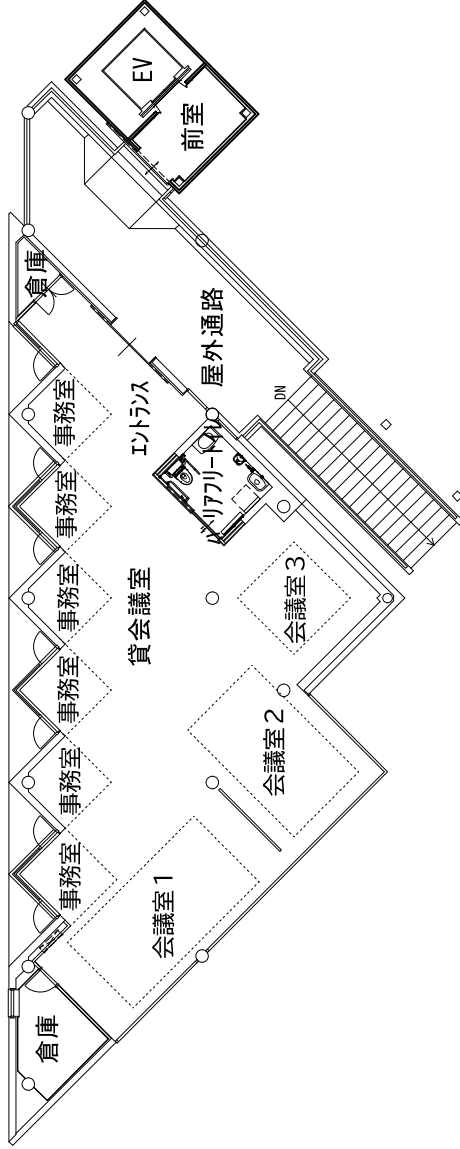 EV
前室
倉庫
屋外通路
DN
エントランス
バリアフリートイレ
事務室
事務室
事務室
事務室
事務室
事務室
貸会議室
会議室3
会議室2
会議室1
倉庫